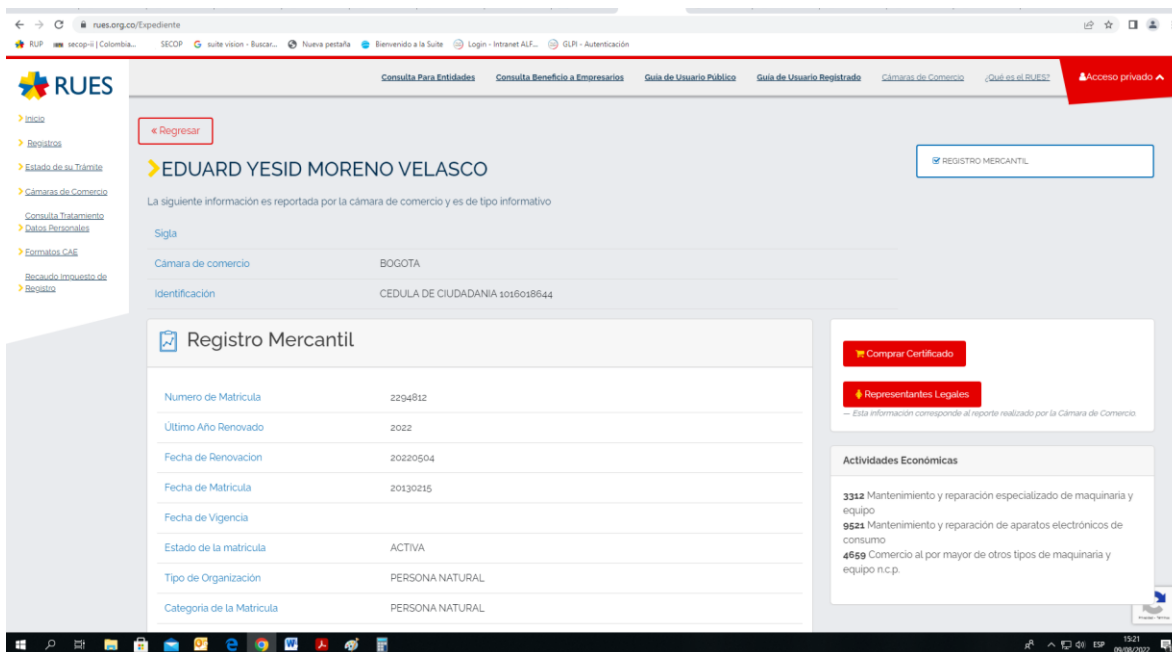 rues.org.co/Expediente
RUP secop-ii | Colombia... SECOP suite vision - Buscar... Nueva pestaña Bienvenido a la Suite Login - Intranet ALF... GLPI - Autenticación
RUES
Consulta Para Entidades Consulta Beneficio a Empresarios Guía de Usuario Público Guía de Usuario Registrado Cámaras de Comercio ¿Qué es el RUES? Acceso privado
Inicio
Registros
Estado de su Trámite
Cámaras de Comercio
Consulta Tratamiento
Datos Personales
Formatos CAE
Recaudo Impuesto de
Registro
« Regresar
EDUARD YESID MORENO VELASCO
REGISTRO MERCANTIL
La siguiente información es reportada por la cámara de comercio y es de tipo informativo
Sigla
Cámara de comercio BOGOTA
Identificación CEDULA DE CIUDADANIA 1016018644
Registro Mercantil
Numero de Matricula 2294812
Último Año Renovado 2022
Fecha de Renovacion 20220504
Fecha de Matricula 20130215
Fecha de Vigencia
Estado de la matricula ACTIVA
Tipo de Organización PERSONA NATURAL
Categoria de la Matricula PERSONA NATURAL
Comprar Certificado
Representantes Legales
— Esta información corresponde al reporte realizado por la Cámara de Comercio.
Actividades Económicas
3312 Mantenimiento y reparación especializado de maquinaria y
equipo
9521 Mantenimiento y reparación de aparatos electrónicos de
consumo
4659 Comercio al por mayor de otros tipos de maquinaria y
equipo n.c.p.
ESP
15:21
09/08/2022